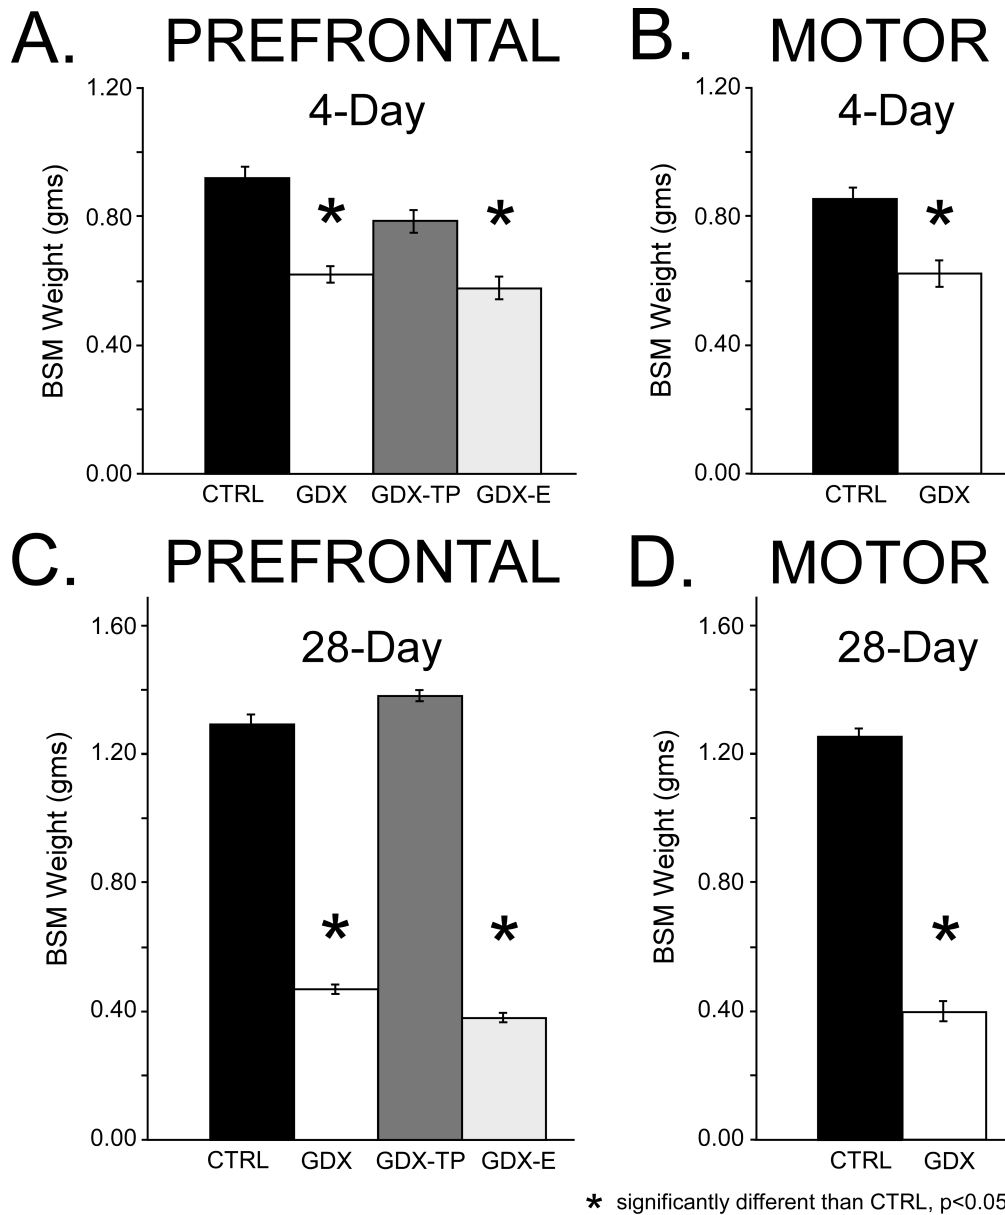 A. PREFRONTAL
4-Day
BSM Weight (gms)
1.20
0.80
0.40
0.00
*
*
CTRL GDX GDX-TP GDX-E
B. MOTOR
4-Day
BSM Weight (gms)
1.20
0.80
0.40
0.00
*
CTRL GDX
C. PREFRONTAL
28-Day
BSM Weight (gms)
1.60
1.20
0.80
0.40
0.00
*
*
CTRL GDX GDX-TP GDX-E
D. MOTOR
28-Day
BSM Weight (gms)
1.60
1.20
0.80
0.40
0.00
*
CTRL GDX
* significantly different than CTRL, p<0.05